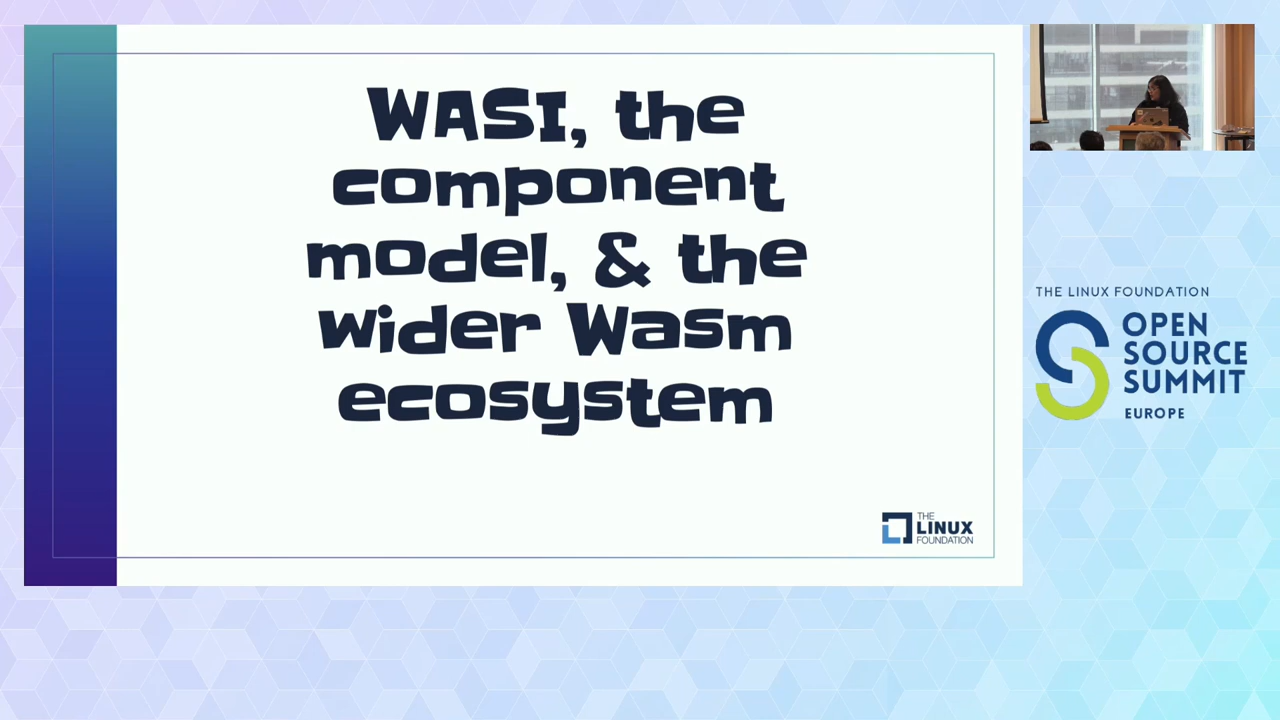 WASI, the
component
model, & the
wider Wasm
ecosystem
THE
LINUX
FOUNDATION
THE LINUX FOUNDATION
OPEN
SOURCE
SUMMIT
EUROPE